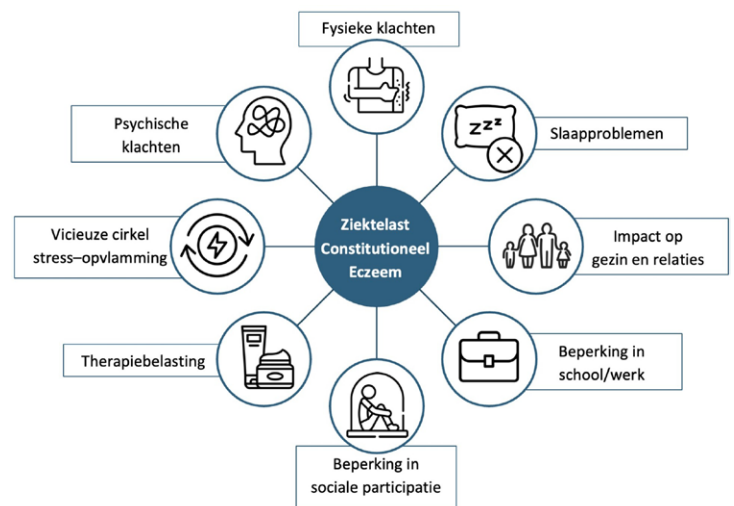 Fysieke klachten
Psychische
klachten
zzz
Slaapproblemen
Ziektelast
Constitutioneel
Eczeem
Vicieuze cirkel
stress–opvlamming
Impact op
gezin en relaties
Therapiebelasting
Beperking in
school/werk
Beperking in
sociale participatie